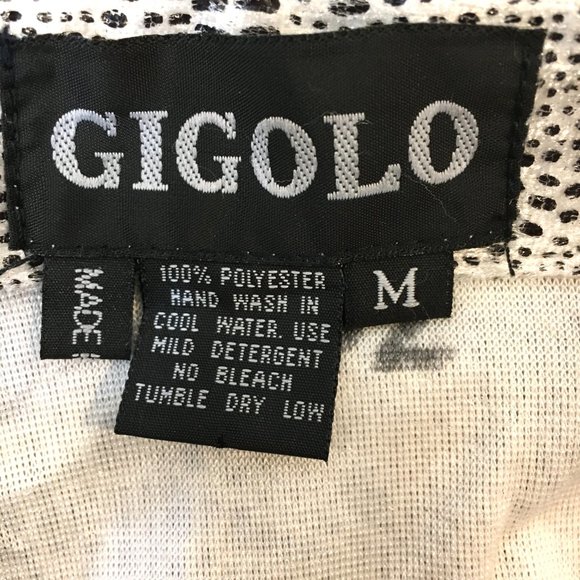 GIGOLO
MADE
100% POLYESTER
HAND WASH IN
COOL WATER. USE
MILD DETERGENT
NO BLEACH
TUMBLE DRY LOW
M